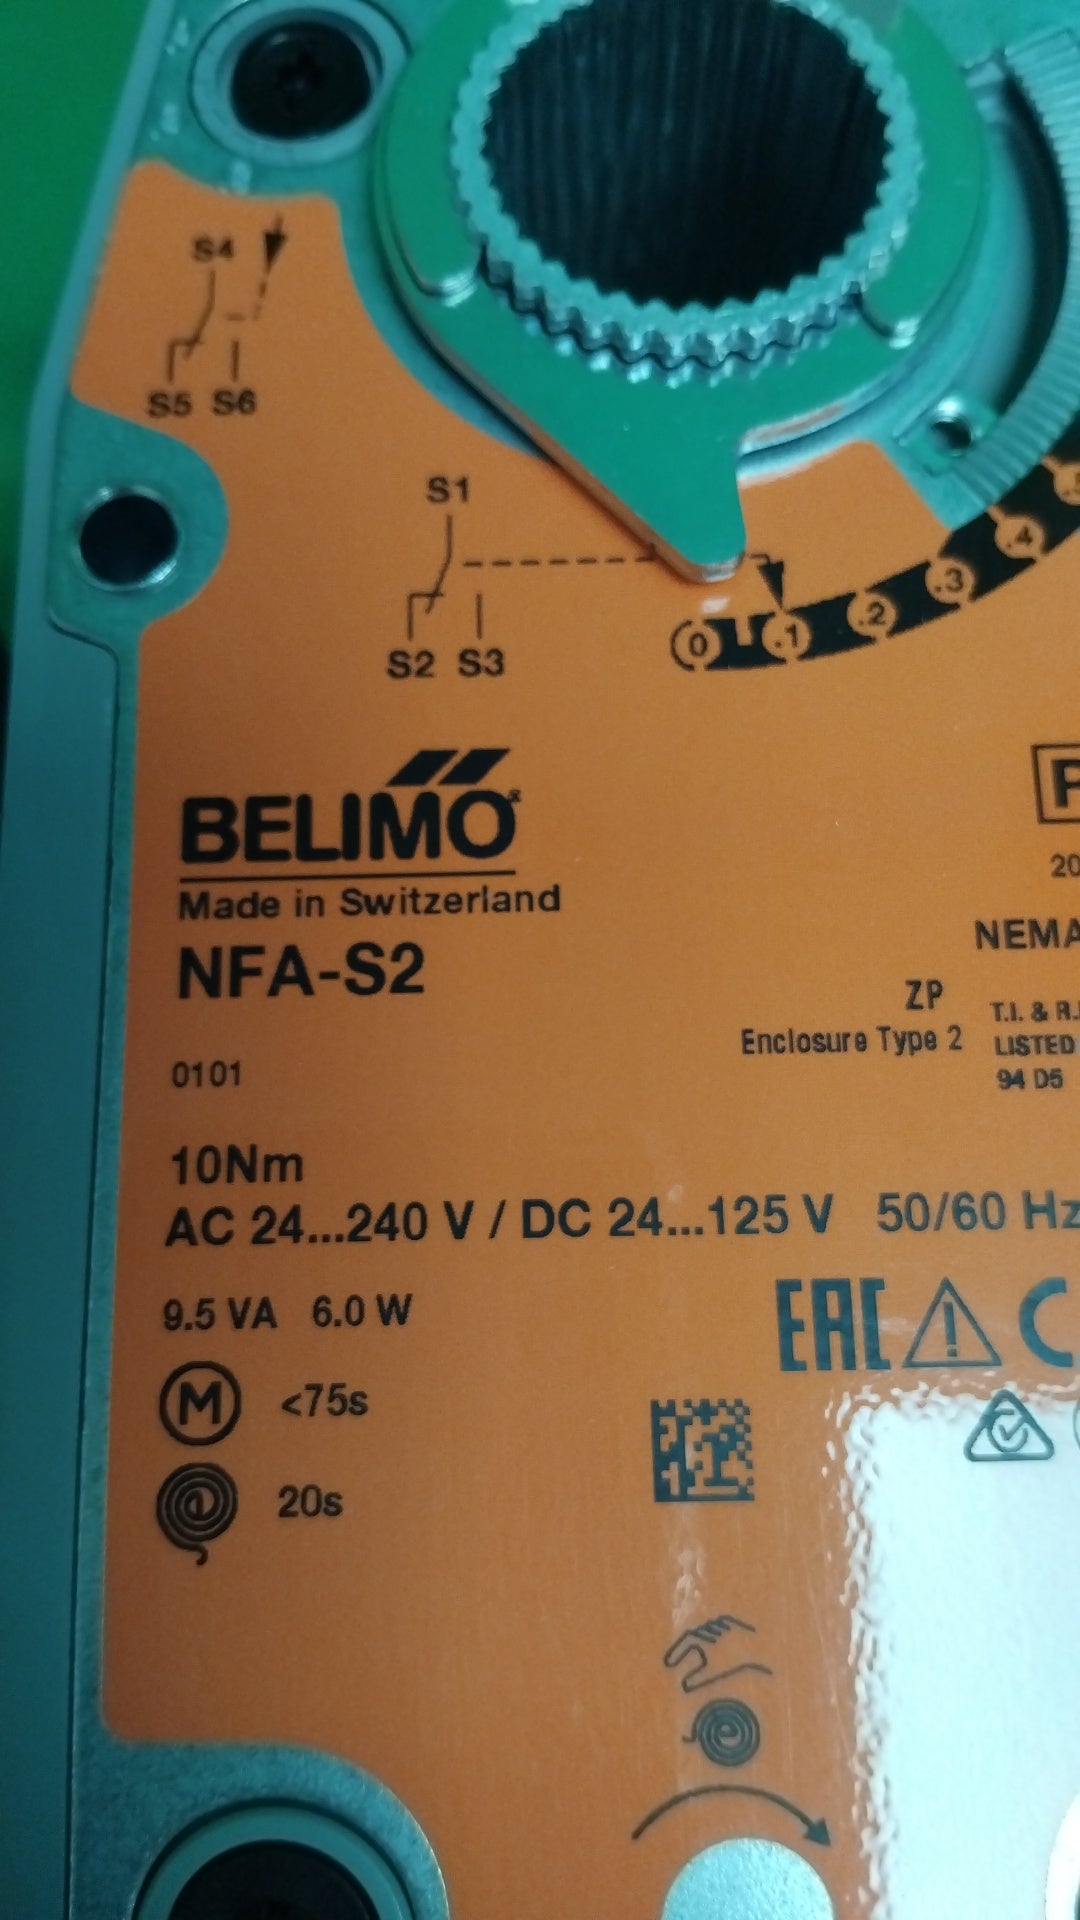 S4
S5 S6
S1
S2 S3
0 .1 .2 .3 .4
BELIMO
Made in Switzerland
NFA-S2
NEMA
ZP
Enclosure Type 2
T.I. & R.
LISTED
94 D5
0101
10Nm
AC 24...240 V / DC 24...125 V 50/60 Hz
9.5 VA 6.0 W
EAC
M <75s
20s